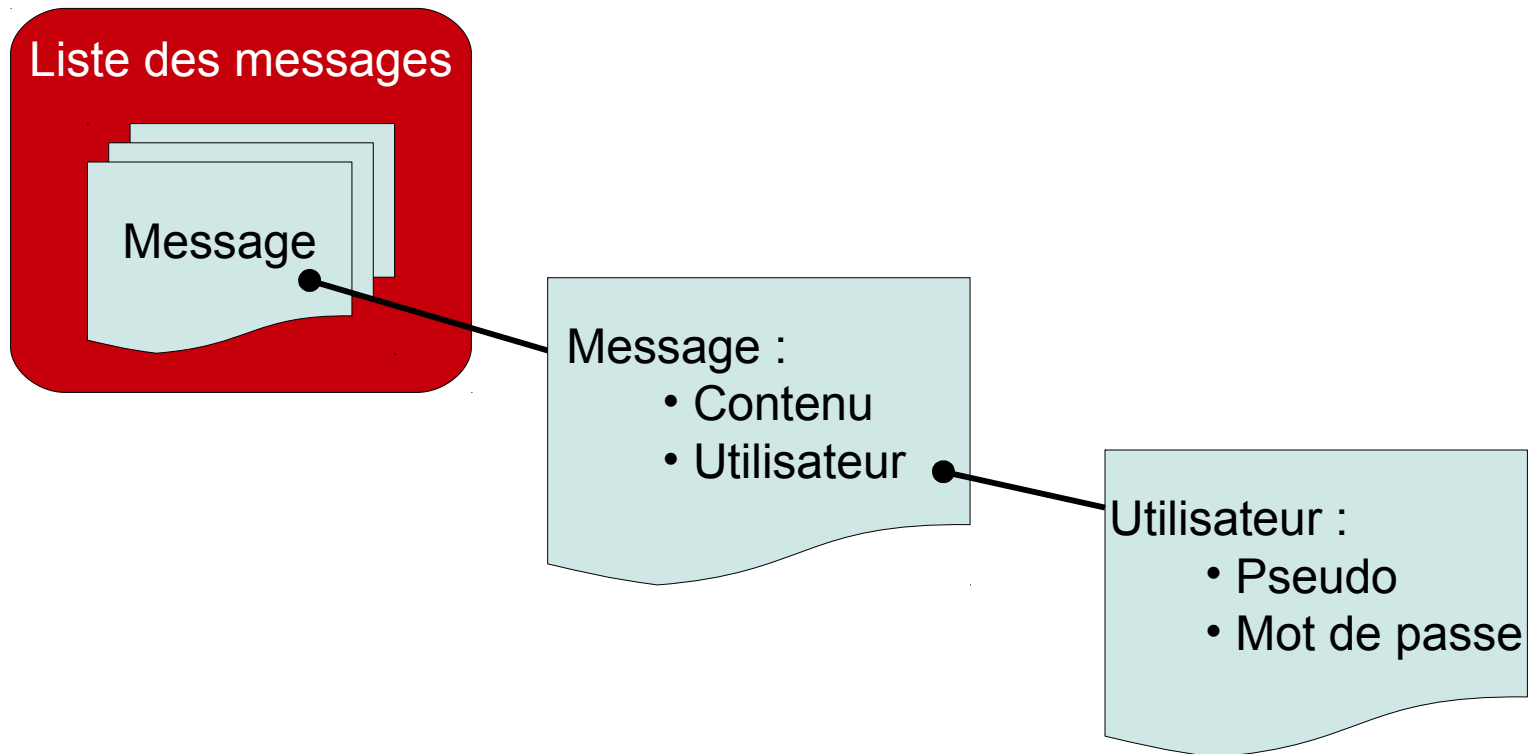 Liste des messages
Message
Message :
• Contenu
• Utilisateur
Utilisateur :
• Pseudo
• Mot de passe